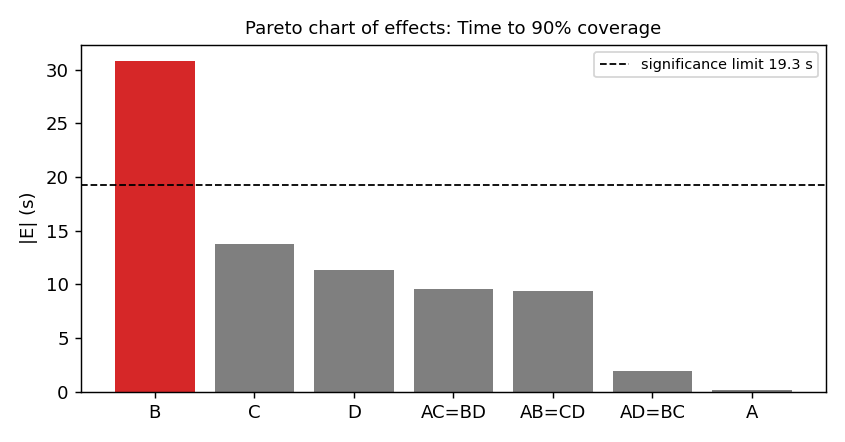 Pareto chart of effects: Time to 90% coverage
significance limit 19.3 s
|E| (s)
30
25
20
15
10
5
0
B C D AC=BD AB=CD AD=BC A